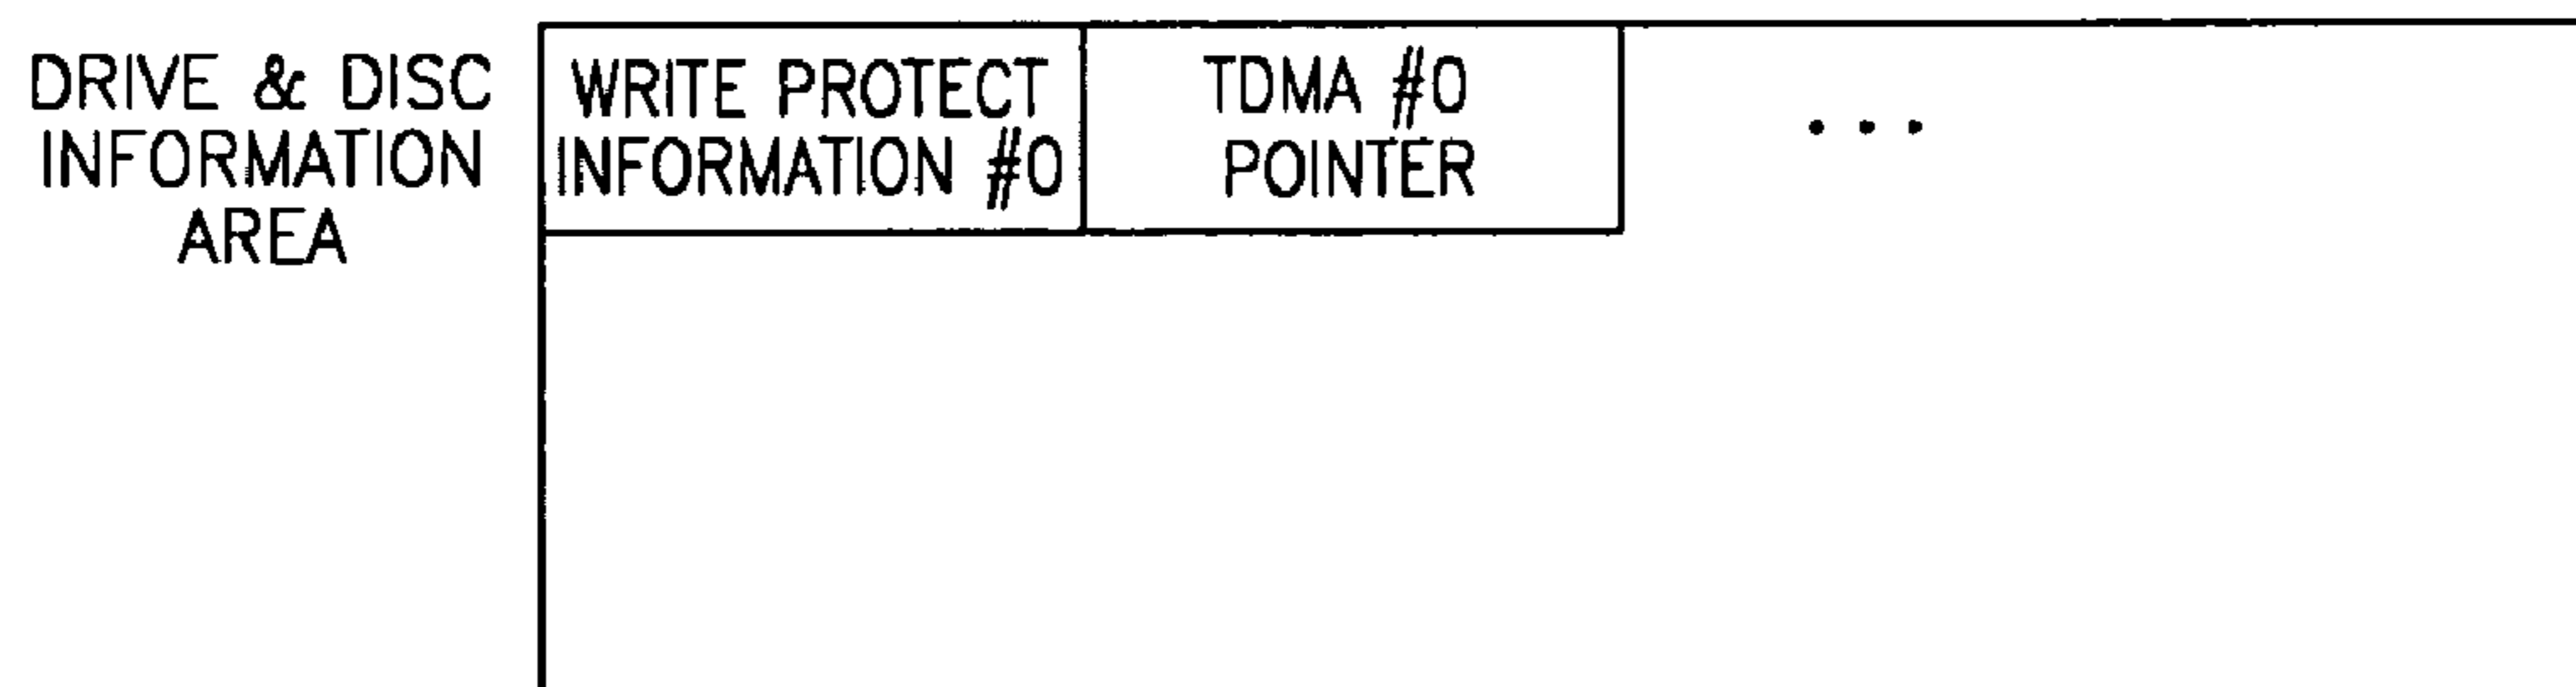 DRIVE & DISC
INFORMATION
AREA
WRITE PROTECT
INFORMATION #0
TDMA #0
POINTER
...